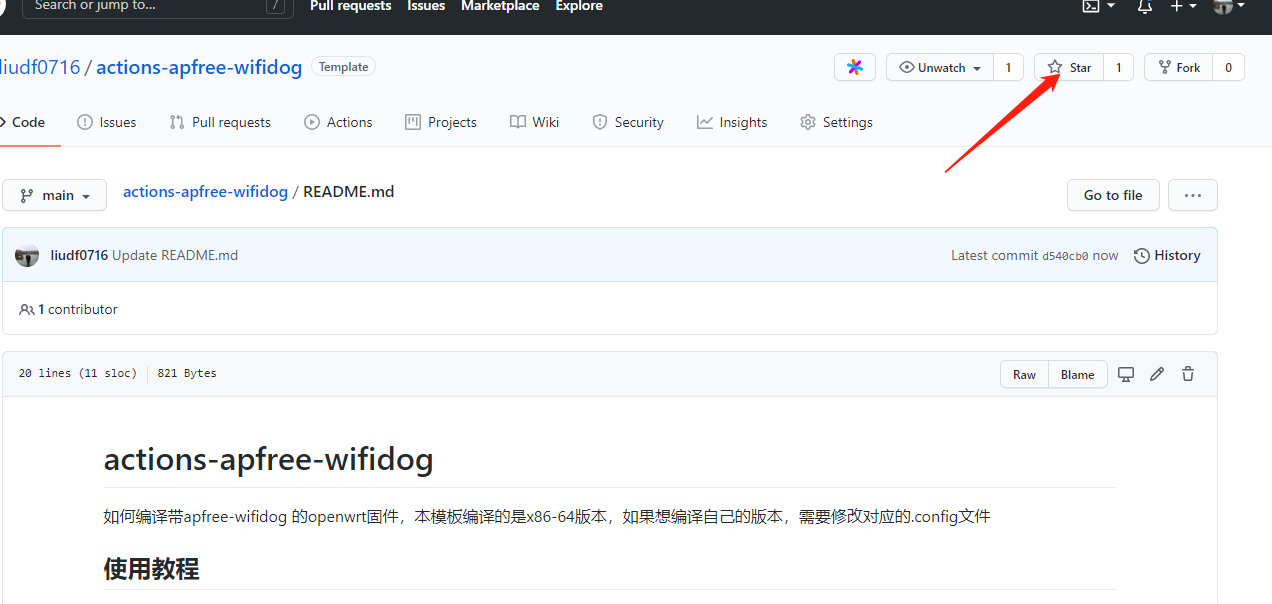 Search or jump to... / Pull requests Issues Marketplace Explore
liudf0716 / actions-apfree-wifidog Template Unwatch 1 Star 1 Fork 0
Code Issues Pull requests Actions Projects Wiki Security Insights Settings
main actions-apfree-wifidog / README.md Go to file ...
liudf0716 Update README.md Latest commit d540cb0 now History
1 contributor
20 lines (11 sloc) 821 Bytes Raw Blame
actions-apfree-wifidog
如何编译带apfree-wifidog 的openwrt固件，本模板编译的是x86-64版本，如果想编译自己的版本，需要修改对应的.config文件
使用教程